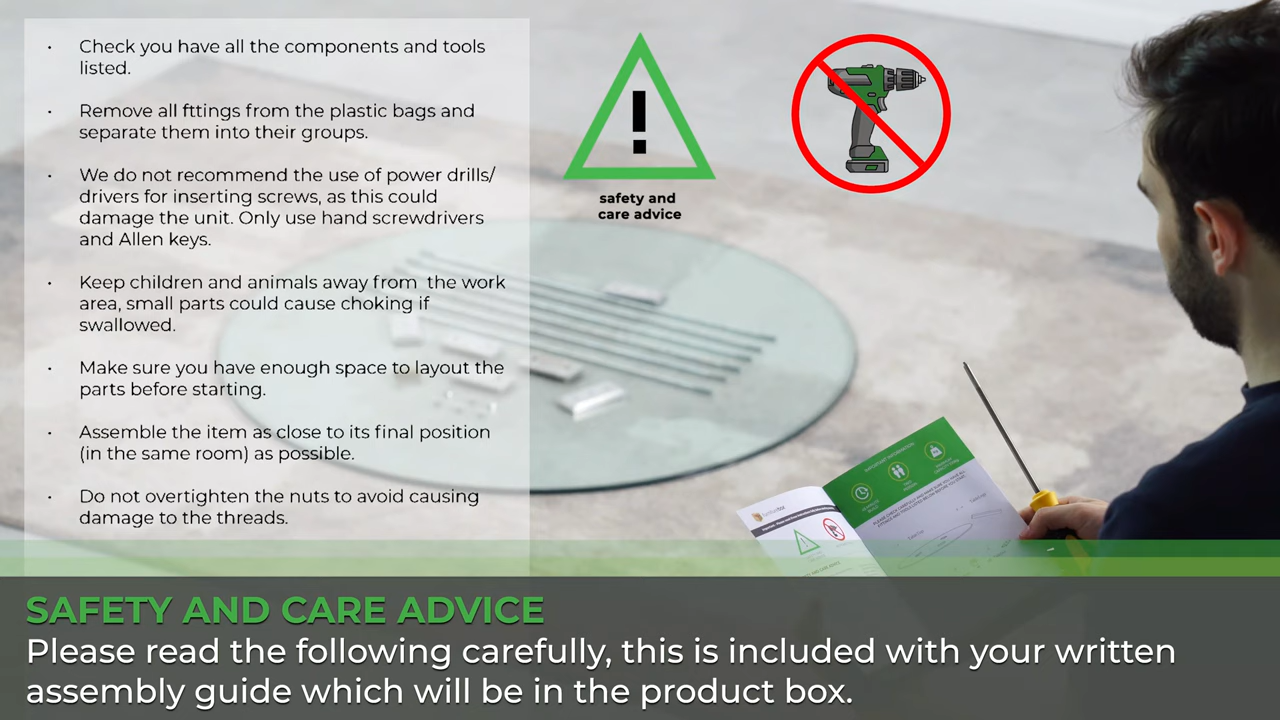 • Check you have all the components and tools
listed.
• Remove all fttings from the plastic bags and
separate them into their groups.
• We do not recommend the use of power drills/
drivers for inserting screws, as this could
damage the unit. Only use hand screwdrivers
and Allen keys.
• Keep children and animals away from  the work
area, small parts could cause choking if
swallowed.
• Make sure you have enough space to layout the
parts before starting.
• Assemble the item as close to its final position
(in the same room) as possible.
• Do not overtighten the nuts to avoid causing
damage to the threads.
!
safety and
care advice
IMPORTANT INFORMATION
SAFETY AND CARE ADVICE
Please read the following carefully, this is included with your written
assembly guide which will be in the product box.